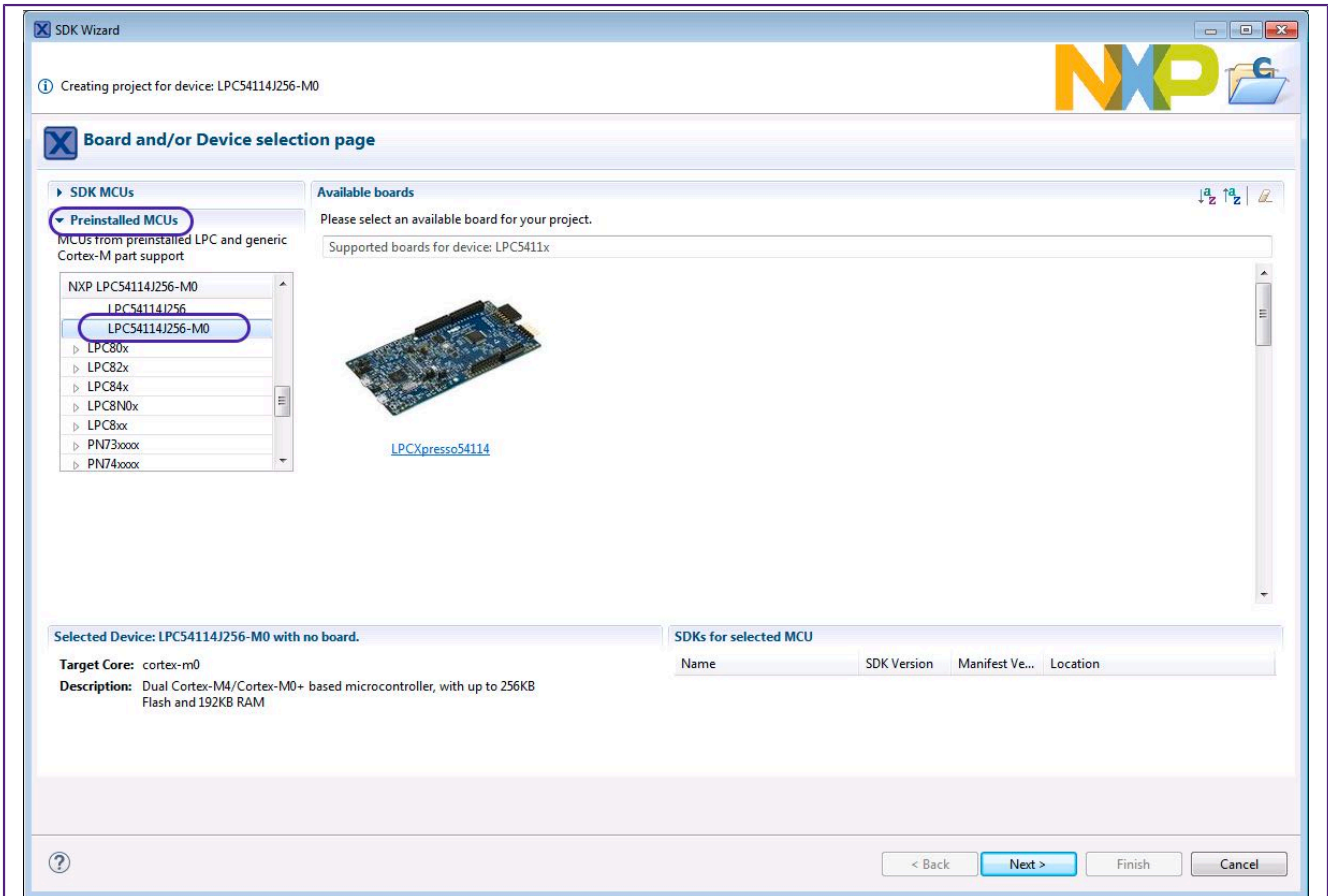 SDK Wizard
Creating project for device: LPC54114J256-M0
NXP
C
Board and/or Device selection page
SDK MCUs
Preinstalled MCUs
MCUs from preinstalled LPC and generic
Cortex-M part support
NXP LPC54114J256-M0
LPC54114J256
LPC54114J256-M0
LPC80x
LPC82x
LPC84x
LPC8N0x
LPC8xx
PN73xxxx
PN74xxxx
Available boards
Please select an available board for your project.
Supported boards for device: LPC5411x
LPCXpresso54114
Selected Device: LPC54114J256-M0 with no board.
Target Core: cortex-m0
Description: Dual Cortex-M4/Cortex-M0+ based microcontroller, with up to 256KB
Flash and 192KB RAM
SDKs for selected MCU
Name SDK Version Manifest Ve... Location
< Back Next > Finish Cancel